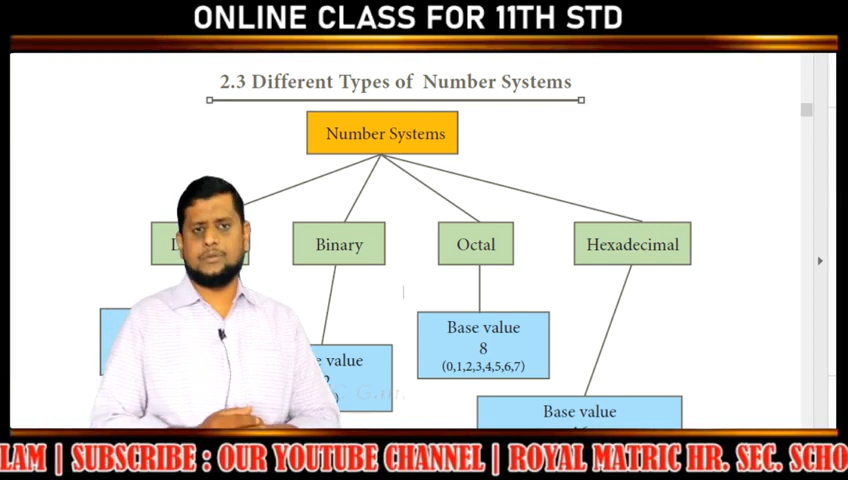 ONLINE CLASS FOR 11TH STD
2.3 Different Types of Number Systems
Number Systems
Binary
Octal
Hexadecimal
Base value
8
(0,1,2,3,4,5,6,7)
value
Base value
LAM | SUBSCRIBE : OUR YOUTUBE CHANNEL | ROYAL MATRIC HR. SEC. SCHO